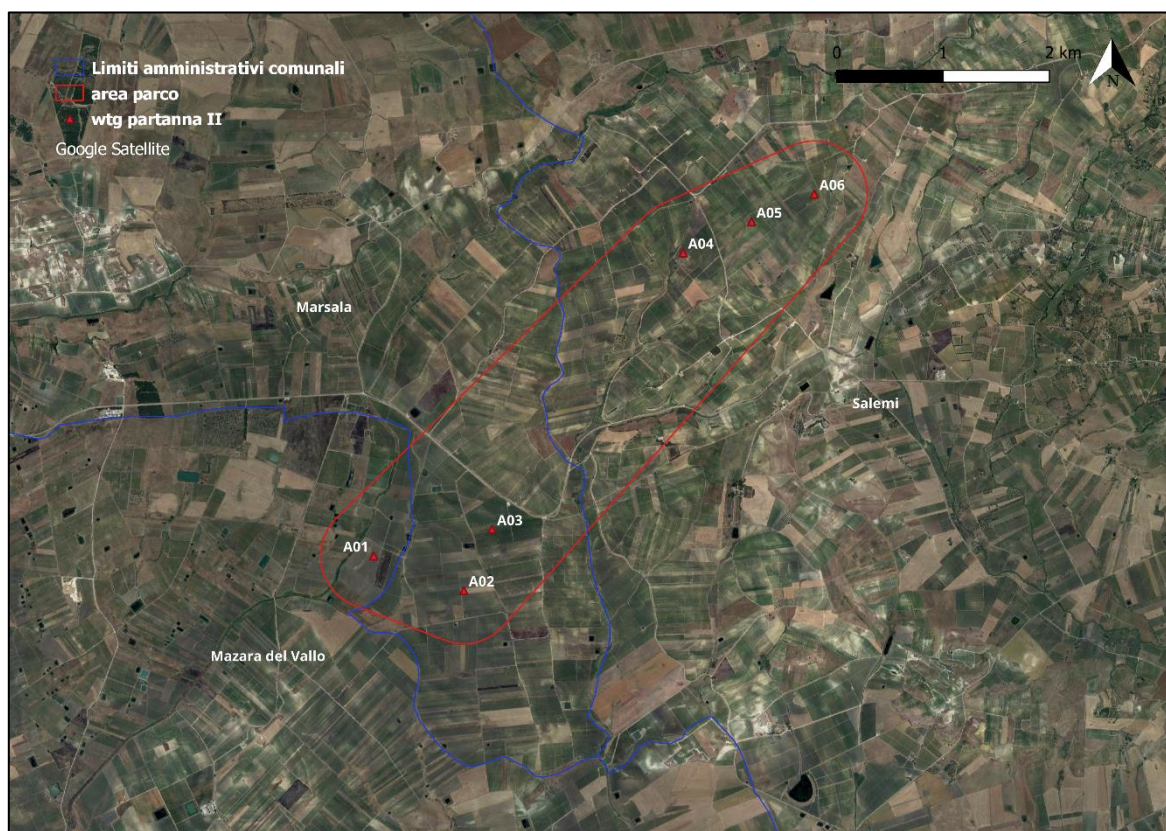 Limiti amministrativi comunali
area parco
wtg partanna II
Google Satellite
0 1 2 km
N
A06
A05
A04
Marsala
Salemi
A03
A01
A02
Mazara del Vallo